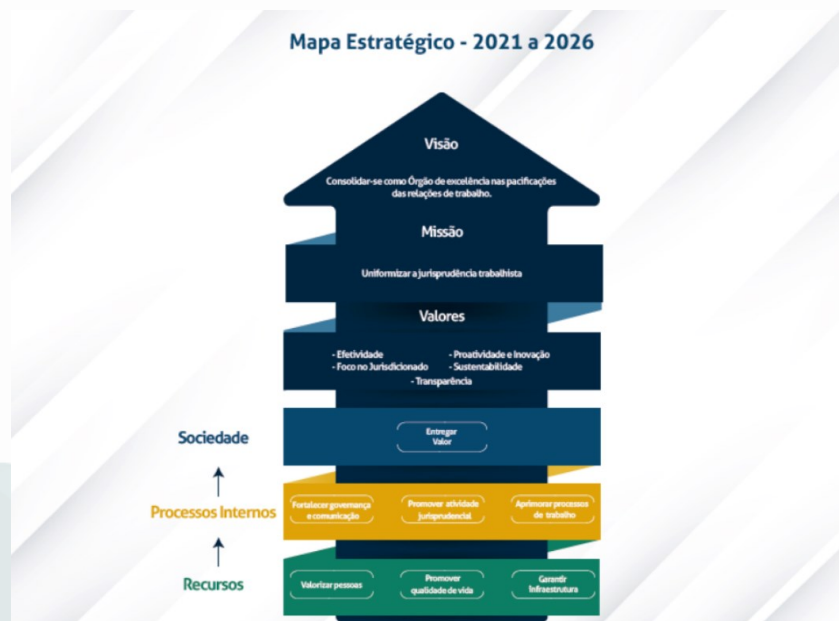 Mapa Estratégico - 2021 a 2026
Visão
Consolidar-se como Órgão de excelência nas pacificações
das relações de trabalho.
Missão
Uniformizar a jurisprudência trabalhista
Valores
- Efetividade
- Proatividade e Inovação
- Foco no Jurisdicionado
- Sustentabilidade
- Transparência
Sociedade
Entregar
Valor
Processos Internos
Fortalecer governança
e comunicação
Promover atividade
jurisprudencial
Aprimorar processos
de trabalho
Recursos
Valorizar pessoas
Promover
qualidade de vida
Garantir
Infraestrutura